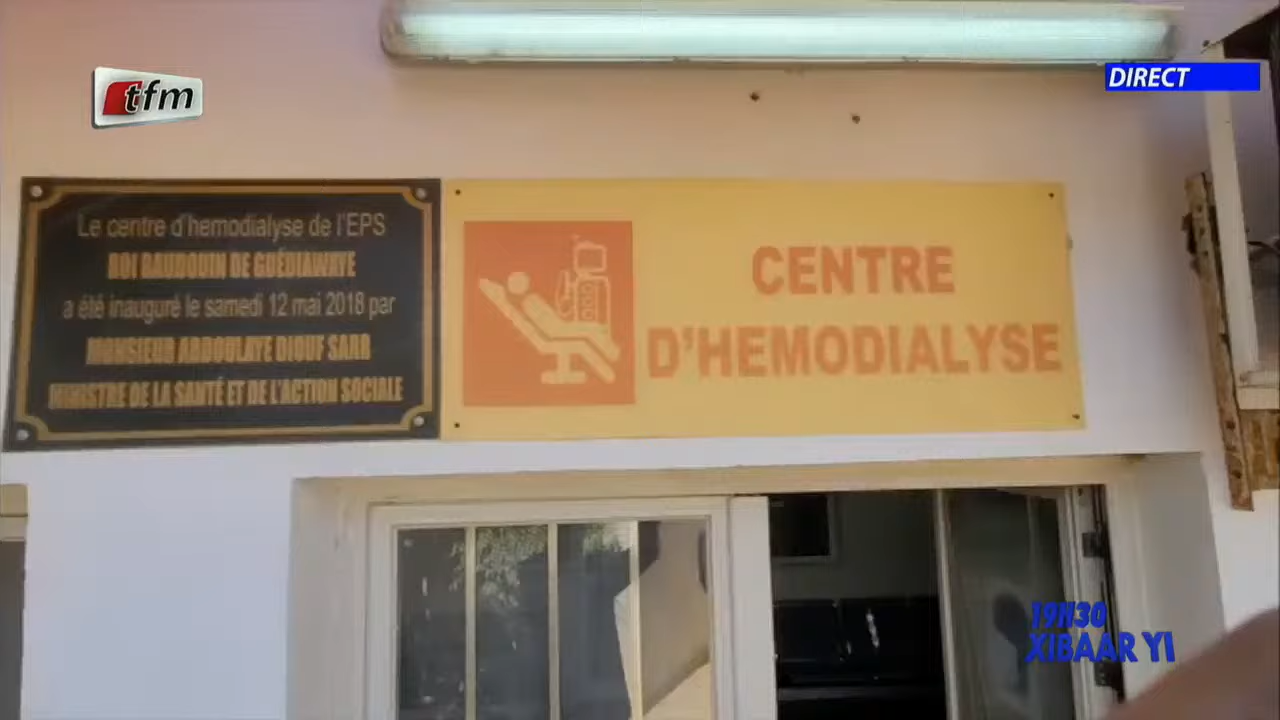 tfm
DIRECT
Le centre d'hemodialyse de l'EPS
ROI BAUDOUIN DE GUÉDIAWAYE
a été inauguré le samedi 12 mai 2018 par
MONSIEUR ABDOULAYE DIOUF SARR
MINISTRE DE LA SANTÉ ET DE L'ACTION SOCIALE
CENTRE
D'HEMODIALYSE
19H30
XIBAAR YI